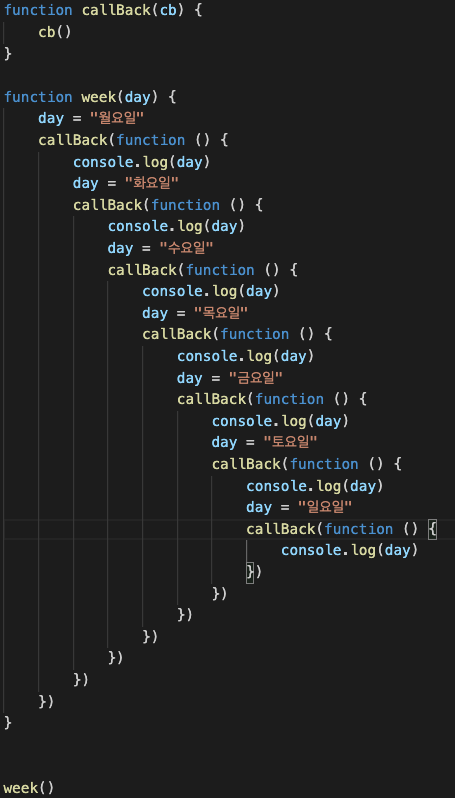 function callBack(cb) {
    cb()
}
function week(day) {
    day = "월요일"
    callBack(function () {
        console.log(day)
        day = "화요일"
        callBack(function () {
            console.log(day)
            day = "수요일"
            callBack(function () {
                console.log(day)
                day = "목요일"
                callBack(function () {
                    console.log(day)
                    day = "금요일"
                    callBack(function () {
                        console.log(day)
                        day = "토요일"
                        callBack(function () {
                            console.log(day)
                            day = "일요일"
                            callBack(function () {
                                console.log(day)
                            })
                        })
                    })
                })
            })
        })
    })
}
week()